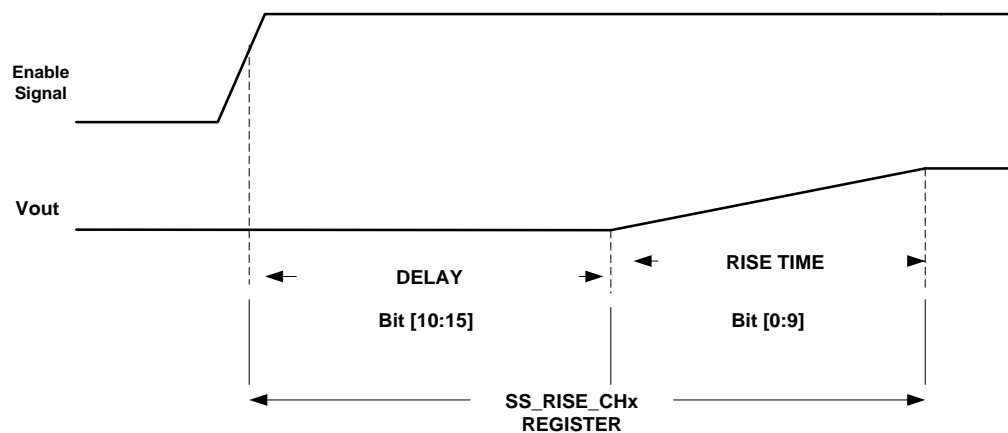 Enable
Signal
Vout
DELAY
RISE TIME
Bit [10:15]
Bit [0:9]
SS_RISE_CHx
REGISTER